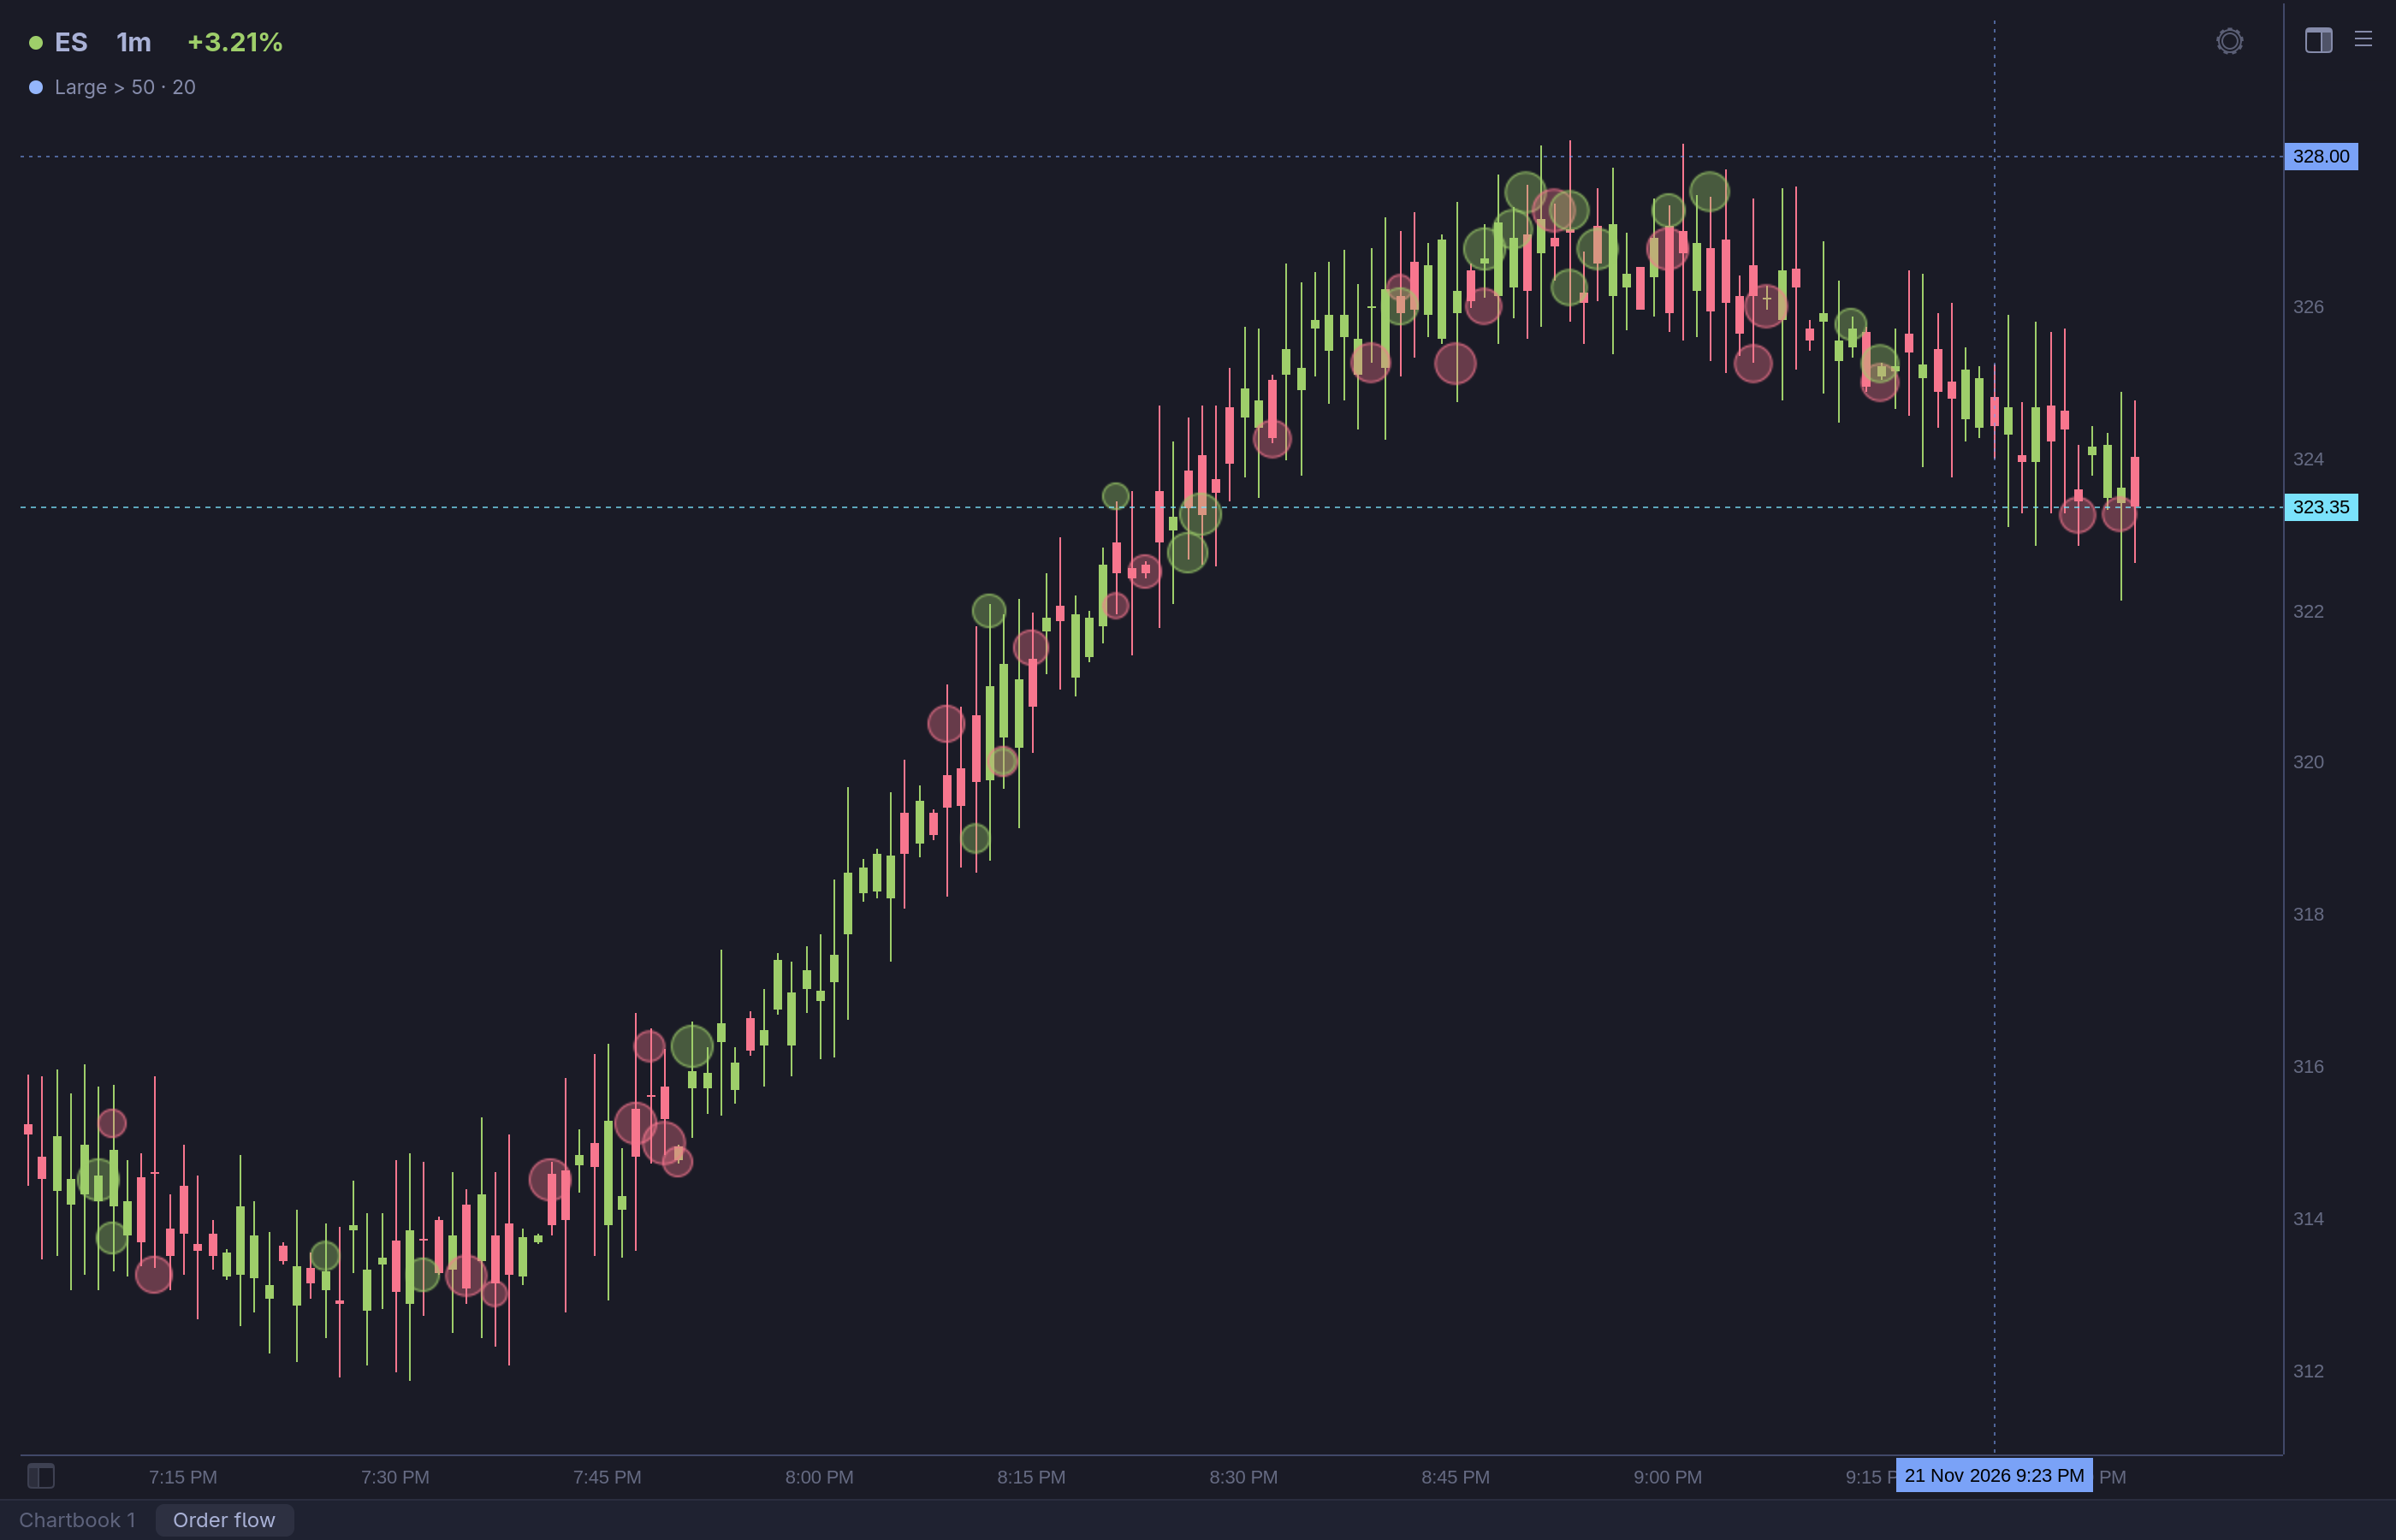 ES 1m +3.21%
Large > 50 · 20
328.00
326
324
323.35
322
320
318
316
314
312
7:15 PM 7:30 PM 7:45 PM 8:00 PM 8:15 PM 8:30 PM 8:45 PM 9:00 PM 9:15 P 21 Nov 2026 9:23 PM PM
Chartbook 1 Order flow